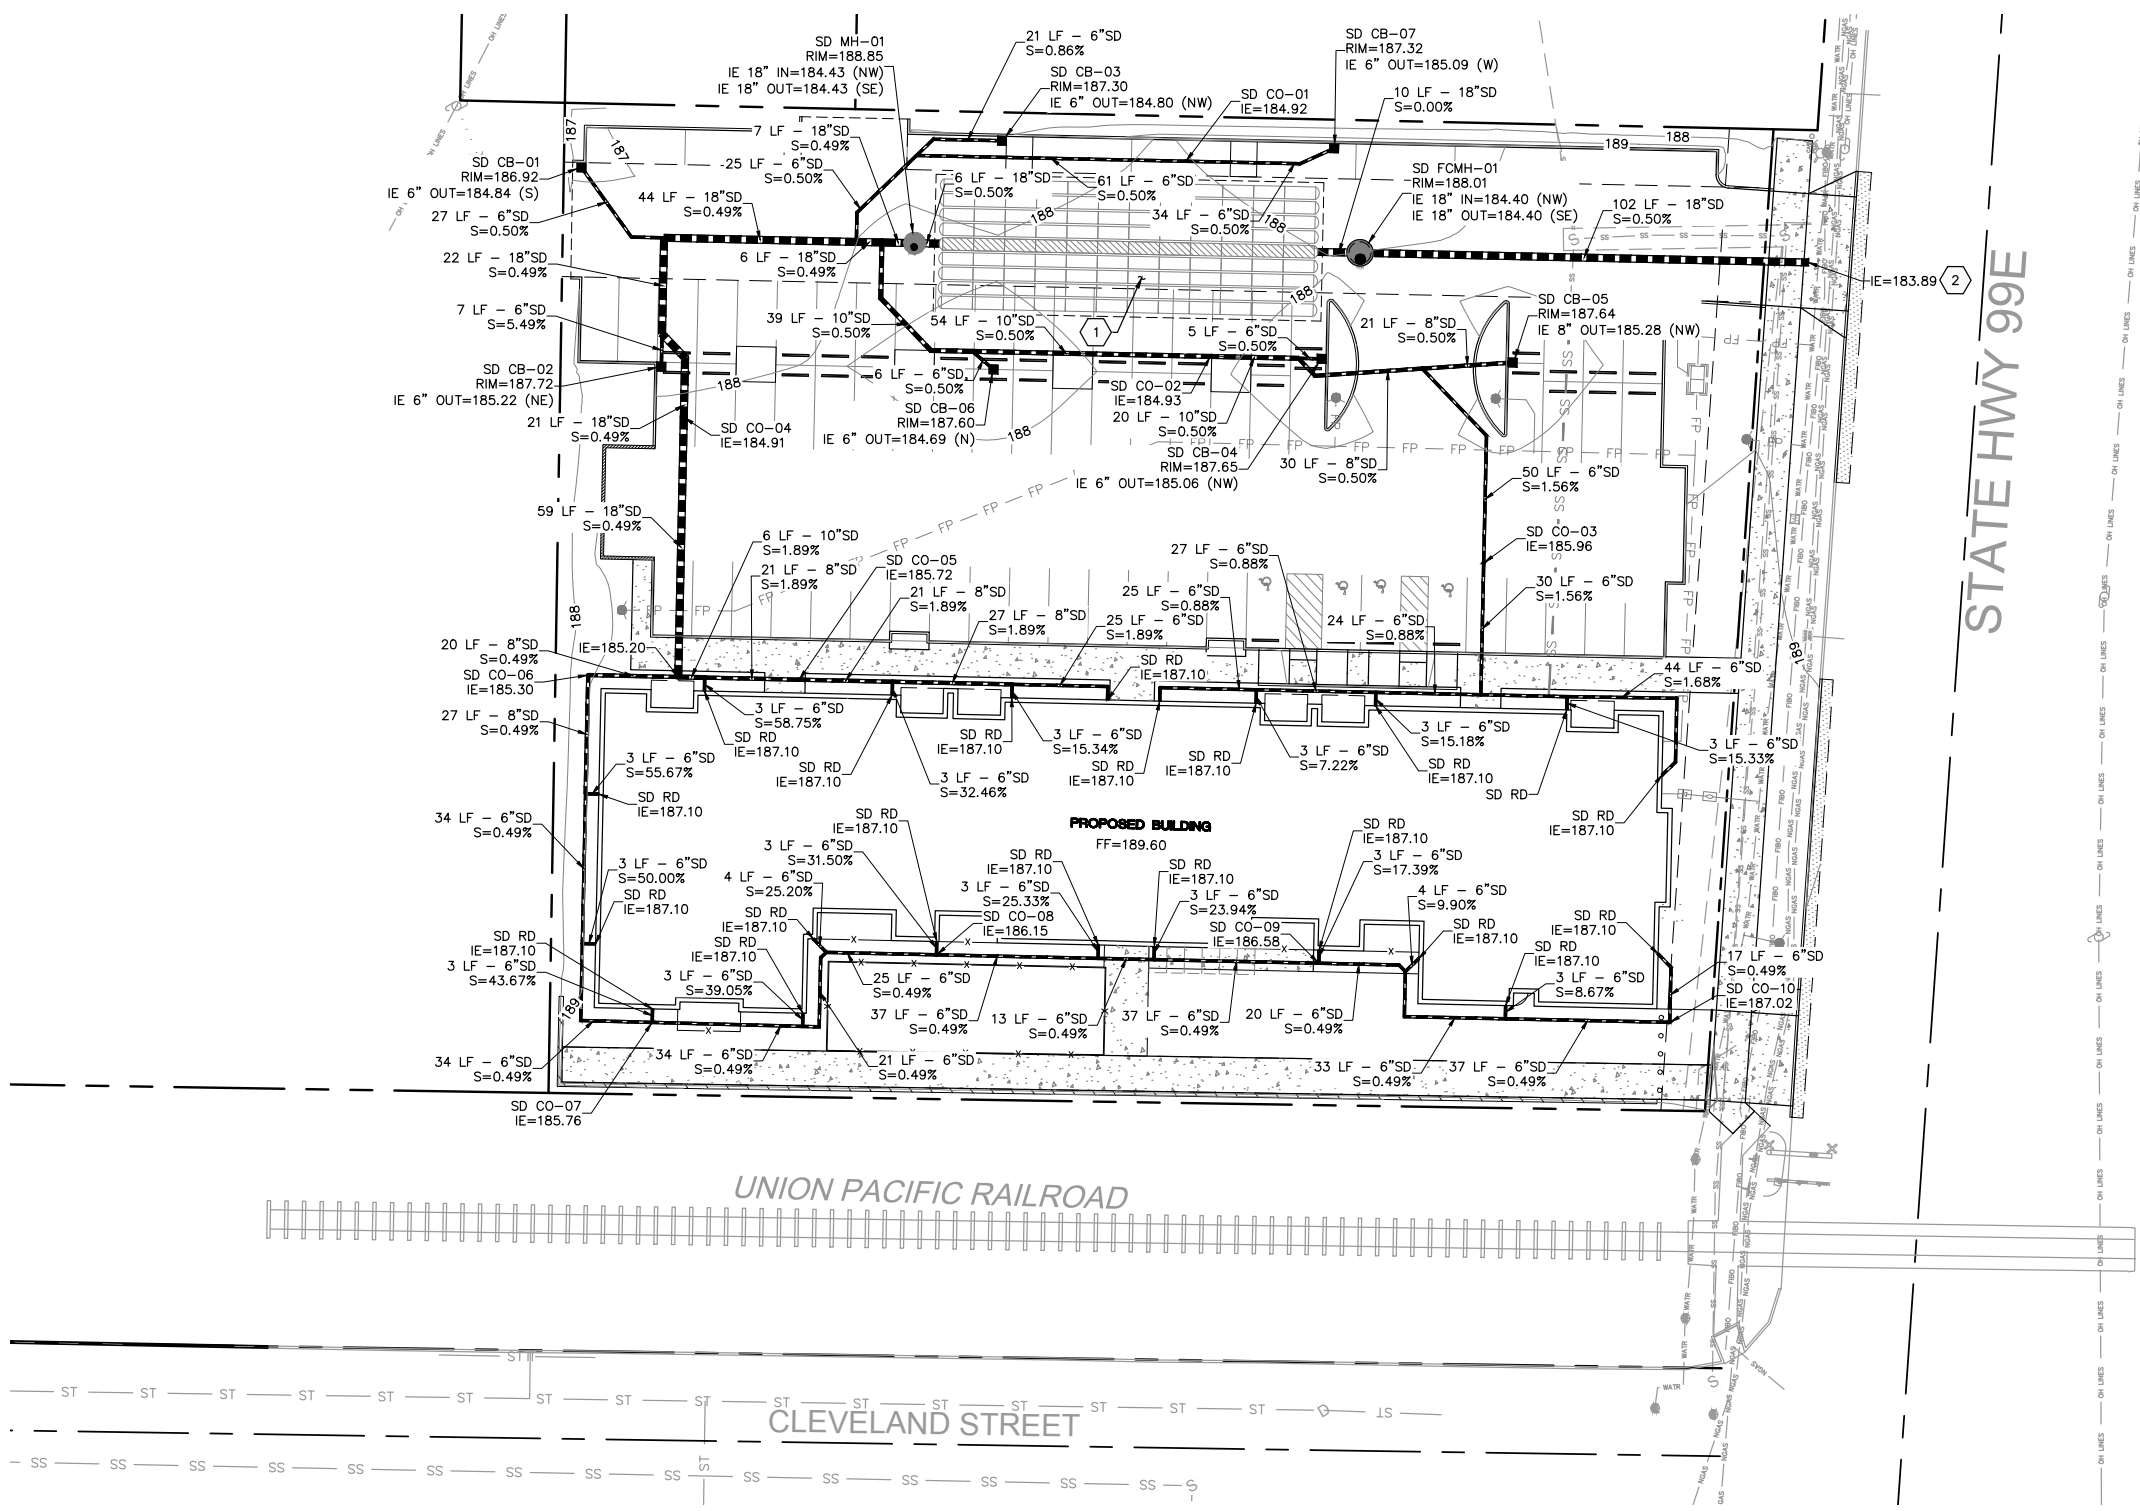 SD MH-01
RIM=188.85
IE 18" IN=184.43 (NW)
IE 18" OUT=184.43 (SE)
21 LF - 6"SD
S=0.86%
SD CB-03
RIM=187.30
IE 6" OUT=184.80 (NW)
SD CO-01
IE=184.92
SD CB-07
RIM=187.32
IE 6" OUT=185.09 (W)
10 LF - 18"SD
S=0.00%
7 LF - 18"SD
S=0.49%
25 LF - 6"SD
S=0.50%
SD CB-01
RIM=186.92
IE 6" OUT=184.84 (S)
27 LF - 6"SD
S=0.50%
44 LF - 18"SD
S=0.49%
6 LF - 18"SD
S=0.50%
61 LF - 6"SD
S=0.50%
34 LF - 6"SD
S=0.50%
SD FCMH-01
RIM=188.01
IE 18" IN=184.40 (NW)
IE 18" OUT=184.40 (SE)
102 LF - 18"SD
S=0.50%
IE=183.89
2
22 LF - 18"SD
S=0.49%
6 LF - 18"SD
S=0.49%
7 LF - 6"SD
S=5.49%
39 LF - 10"SD
S=0.50%
54 LF - 10"SD
S=0.50%
1
5 LF - 6"SD
S=0.50%
21 LF - 8"SD
S=0.50%
SD CB-05
RIM=187.64
IE 8" OUT=185.28 (NW)
SD CB-02
RIM=187.72
IE 6" OUT=185.22 (NE)
6 LF - 6"SD
S=0.50%
SD CB-06
RIM=187.60
IE 6" OUT=184.69 (N)
SD CO-02
IE=184.93
20 LF - 10"SD
S=0.50%
21 LF - 18"SD
S=0.49%
SD CO-04
IE=184.91
SD CB-04
RIM=187.65
IE 6" OUT=185.06 (NW)
30 LF - 8"SD
S=0.50%
50 LF - 6"SD
S=1.56%
59 LF - 18"SD
S=0.49%
6 LF - 10"SD
S=1.89%
21 LF - 8"SD
S=1.89%
SD CO-05
IE=185.72
21 LF - 8"SD
S=1.89%
27 LF - 8"SD
S=1.89%
25 LF - 6"SD
S=1.89%
25 LF - 6"SD
S=0.88%
27 LF - 6"SD
S=0.88%
24 LF - 6"SD
S=0.88%
SD CO-03
IE=185.96
30 LF - 6"SD
S=1.56%
44 LF - 6"SD
S=1.68%
20 LF - 8"SD
S=0.49%
IE=185.20
SD CO-06
IE=185.30
27 LF - 8"SD
S=0.49%
3 LF - 6"SD
S=58.75%
SD RD
IE=187.10
SD RD
IE=187.10
3 LF - 6"SD
S=32.46%
SD RD
IE=187.10
3 LF - 6"SD
S=15.34%
SD RD
IE=187.10
SD RD
IE=187.10
SD RD
IE=187.10
3 LF - 6"SD
S=7.22%
3 LF - 6"SD
S=15.18%
SD RD
IE=187.10
SD RD
3 LF - 6"SD
S=15.33%
SD RD
IE=187.10
3 LF - 6"SD
S=55.67%
SD RD
IE=187.10
34 LF - 6"SD
S=0.49%
3 LF - 6"SD
S=50.00%
SD RD
IE=187.10
SD RD
IE=187.10
3 LF - 6"SD
S=43.67%
PROPOSED BUILDING
FF=189.60
SD RD
IE=187.10
3 LF - 6"SD
S=31.50%
4 LF - 6"SD
S=25.20%
SD RD
IE=187.10
SD RD
IE=187.10
3 LF - 6"SD
S=39.05%
SD RD
IE=187.10
3 LF - 6"SD
S=25.33%
SD CO-08
IE=186.15
SD RD
IE=187.10
3 LF - 6"SD
S=23.94%
SD CO-09
IE=186.58
SD RD
IE=187.10
3 LF - 6"SD
S=17.39%
4 LF - 6"SD
S=9.90%
SD RD
IE=187.10
SD RD
IE=187.10
3 LF - 6"SD
S=8.67%
SD RD
IE=187.10
17 LF - 6"SD
S=0.49%
SD CO-10
IE=187.02
25 LF - 6"SD
S=0.49%
37 LF - 6"SD
S=0.49%
13 LF - 6"SD
S=0.49%
37 LF - 6"SD
S=0.49%
20 LF - 6"SD
S=0.49%
34 LF - 6"SD
S=0.49%
34 LF - 6"SD
S=0.49%
21 LF - 6"SD
S=0.49%
33 LF - 6"SD
S=0.49%
37 LF - 6"SD
S=0.49%
SD CO-07
IE=185.76
187
187
188
188
188
188
188
188
188
189
189
189
STATE HWY 99E
UNION PACIFIC RAILROAD
CLEVELAND STREET